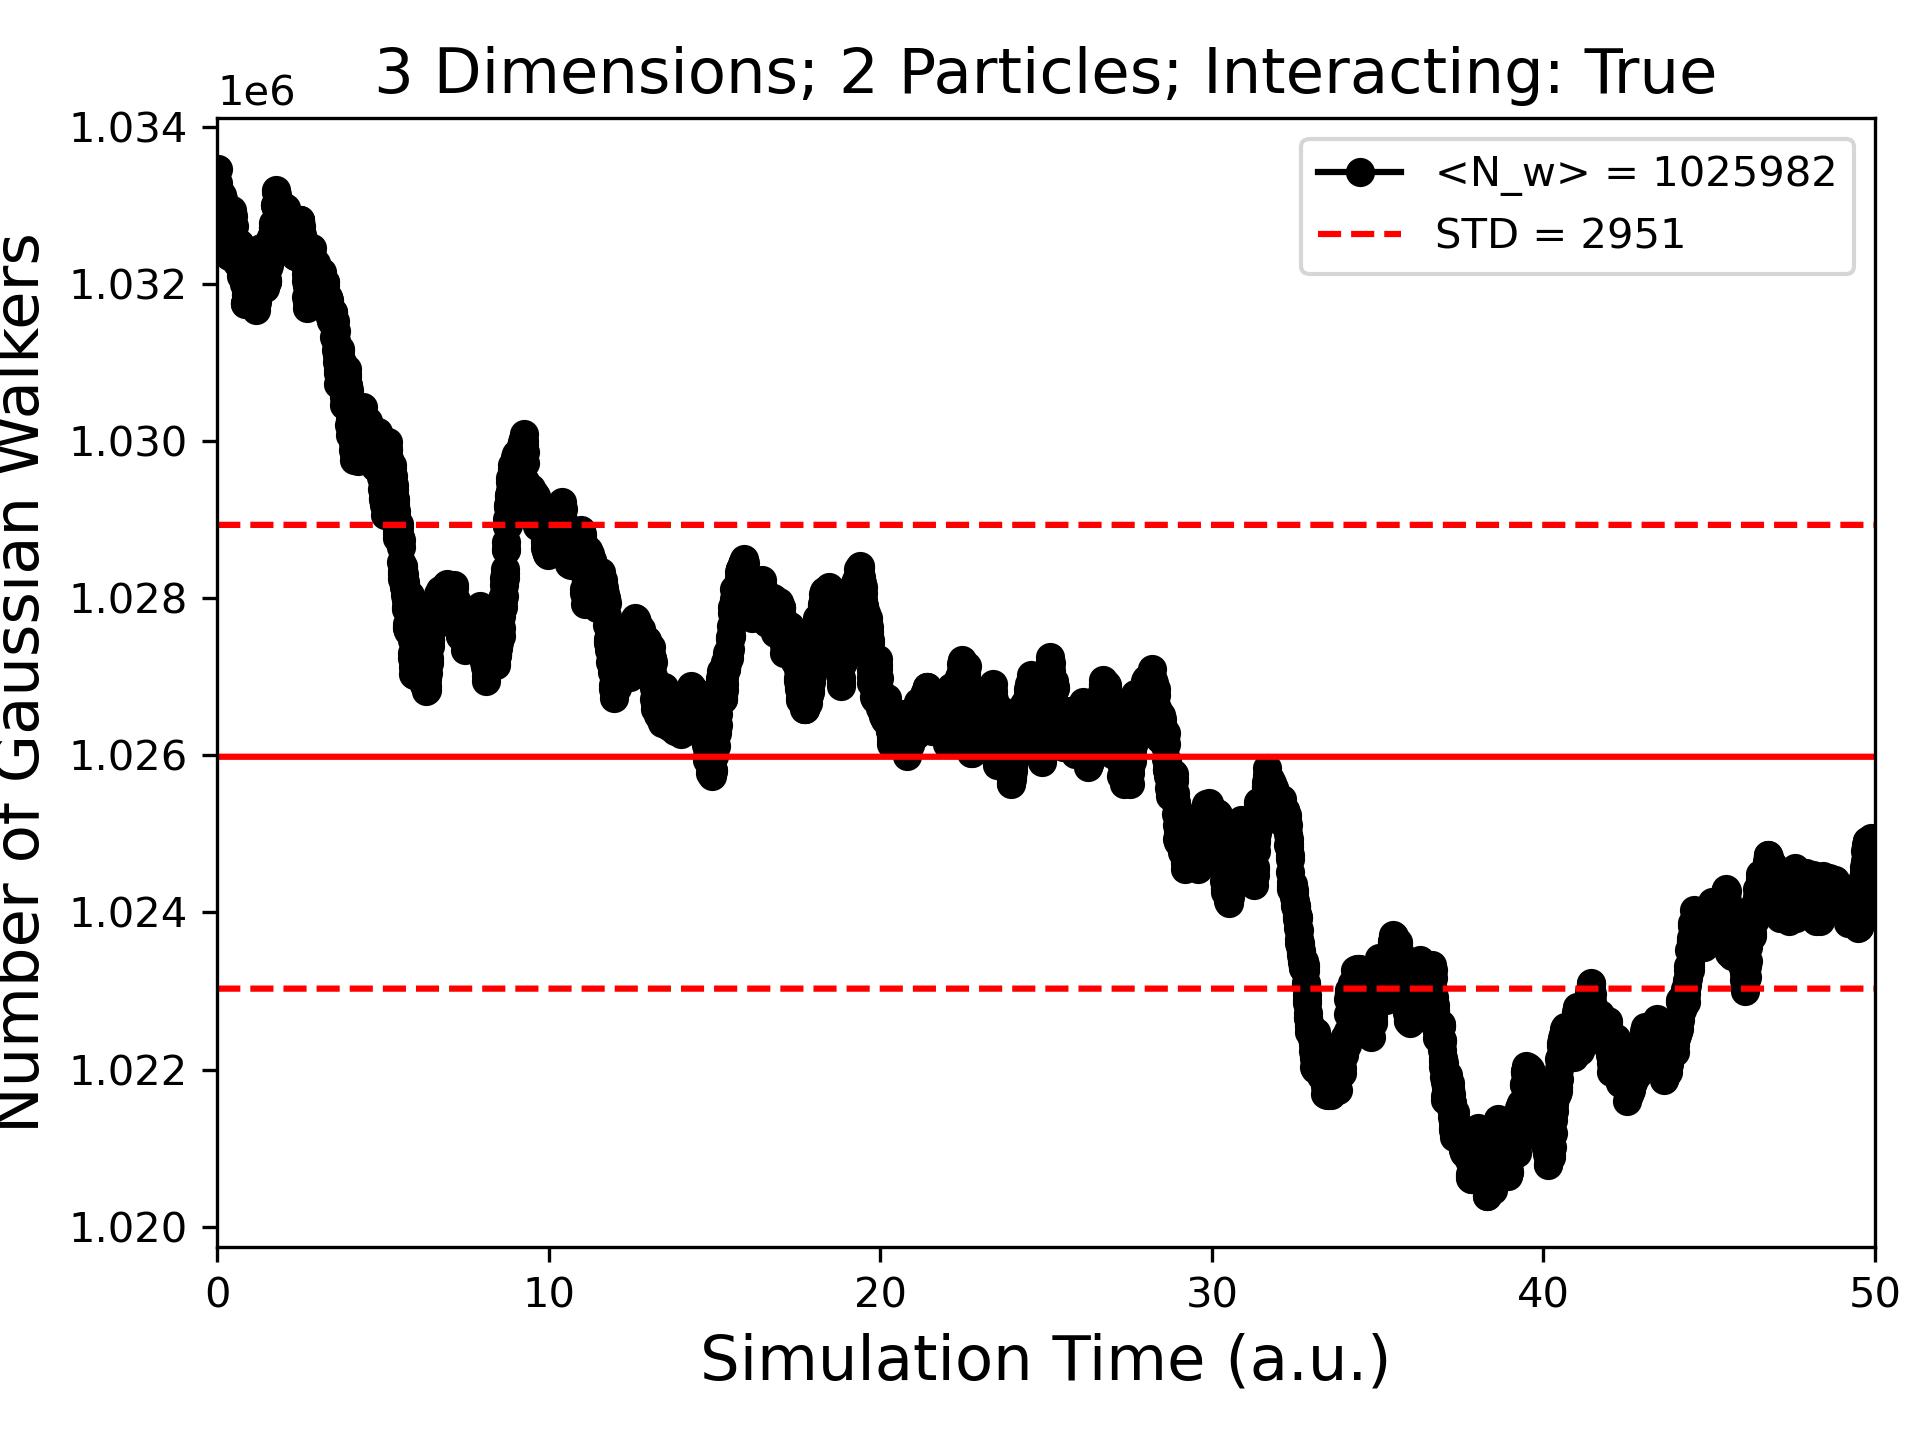 3 Dimensions; 2 Particles; Interacting: True
1e6
1.034
1.032
1.030
1.028
1.026
1.024
1.022
1.020
Number of Gaussian Walkers
<N_w> = 1025982
STD = 2951
0 10 20 30 40 50
Simulation Time (a.u.)